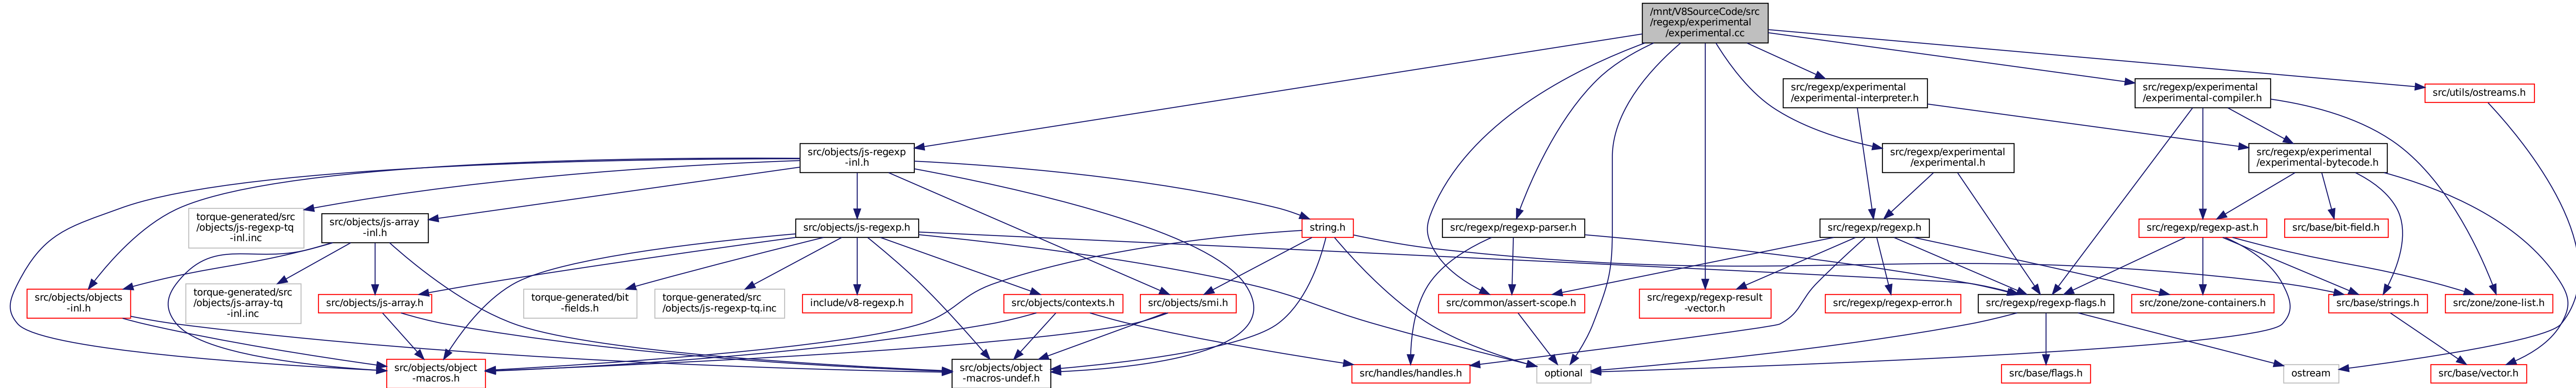 /mnt/V8SourceCode/src
/regexp/experimental
/experimental.cc
src/regexp/experimental
/experimental-interpreter.h
src/regexp/experimental
/experimental-compiler.h
src/utils/ostreams.h
src/objects/js-regexp
-inl.h
src/regexp/experimental
/experimental.h
src/regexp/experimental
/experimental-bytecode.h
torque-generated/src
/objects/js-regexp-tq
-inl.inc
src/objects/js-array
-inl.h
src/objects/js-regexp.h
string.h
src/regexp/regexp-parser.h
src/regexp/regexp.h
src/regexp/regexp-ast.h
src/base/bit-field.h
src/objects/objects
-inl.h
torque-generated/src
/objects/js-array-tq
-inl.inc
src/objects/js-array.h
torque-generated/bit
-fields.h
torque-generated/src
/objects/js-regexp-tq.inc
include/v8-regexp.h
src/objects/contexts.h
src/objects/smi.h
src/common/assert-scope.h
src/regexp/regexp-result
-vector.h
src/regexp/regexp-error.h
src/regexp/regexp-flags.h
src/zone/zone-containers.h
src/base/strings.h
src/zone/zone-list.h
src/objects/object
-macros.h
src/objects/object
-macros-undef.h
src/handles/handles.h
optional
src/base/flags.h
ostream
src/base/vector.h